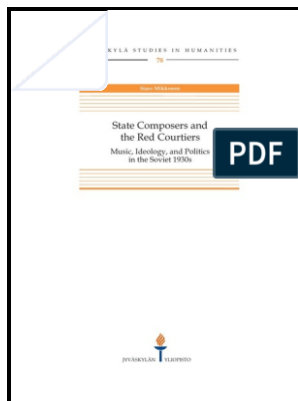 KYLÄ STUDIES IN HUMANITIES
78
State Composers and
the Red Courtiers
Music, Ideology, and Politics
in the Soviet 1930s
PDF
JYVÄSKYLÄN YLIOPISTO